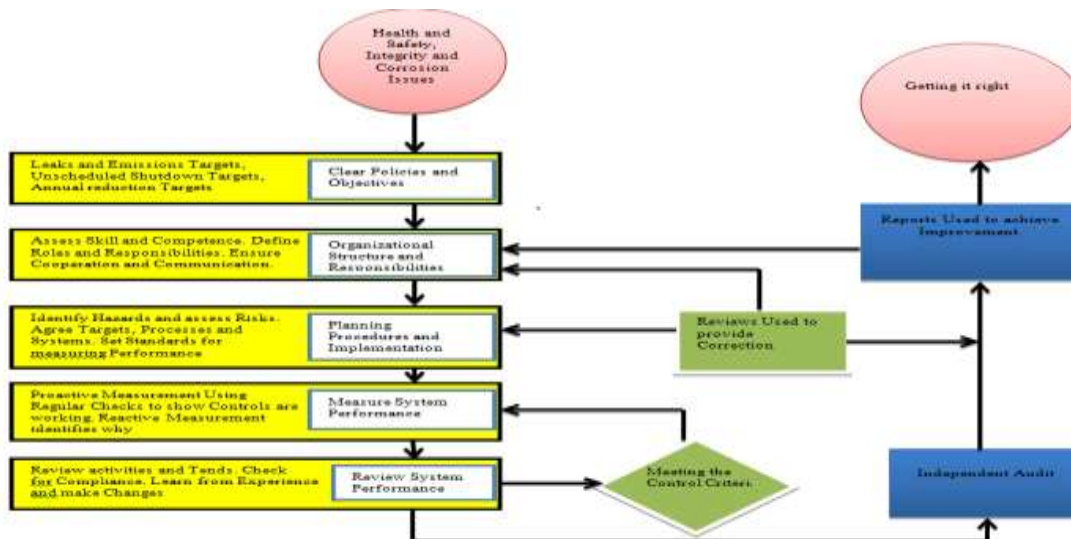 Health and
Safety,
Integrity and
Corrosion
Issues
Getting it right
Leaks and Emissions Targets,
Unscheduled Shutdown Targets,
Annual reduction Targets
Clear Policies and
Objectives
Reports Used to achieve
Improvement
Assess Skill and Competence. Define
Roles and Responsibilities. Ensure
Cooperation and Communication.
Organizational
Structure and
Responsibilities
Identify Hazards and assess Risks.
Agree Targets, Processes and
Systems. Set Standards for
measuring Performance
Planning
Procedures and
Implementation
Reviews Used to
provide
Correction
Proactive Measurement Using
Regular Checks to show Controls are
working. Reactive Measurement
identifies why
Measure System
Performance
Review activities and Tends. Check
for Compliance. Learn from Experience
and make Changes
Review System
Performance
Meeting the
Control Criteri
Independent Audit